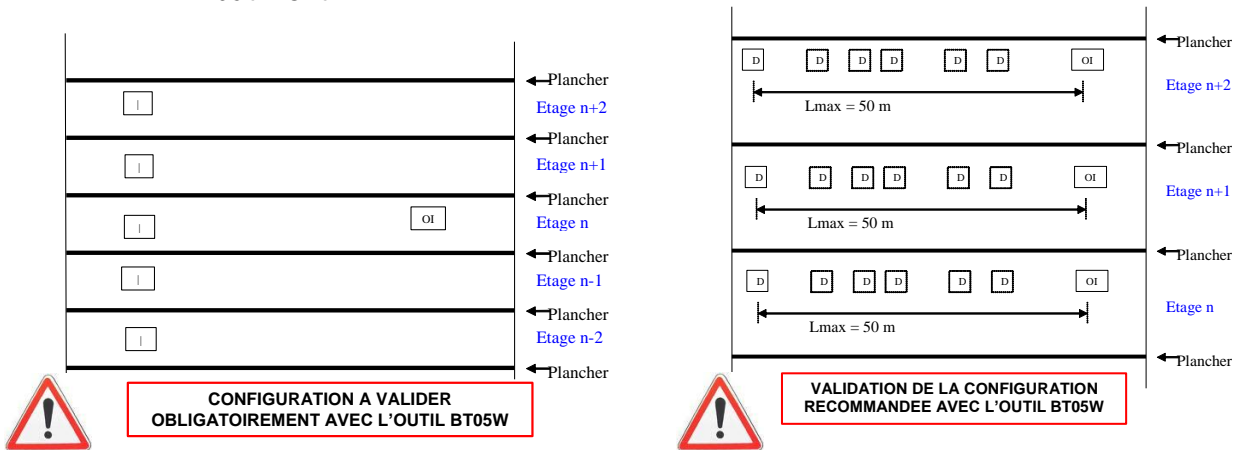 Plancher
|
Etage n+2
Plancher
|
Etage n+1
Plancher
|
OI
Etage n
Plancher
|
Etage n-1
Plancher
|
Etage n-2
Plancher
CONFIGURATION A VALIDER
OBLIGATOIREMENT AVEC L'OUTIL BT05W
Plancher
D D D D D D OI
Etage n+2
Lmax = 50 m
Plancher
D D D D D D OI
Etage n+1
Lmax = 50 m
Plancher
D D D D D D OI
Etage n
Lmax = 50 m
Plancher
VALIDATION DE LA CONFIGURATION
RECOMMANDEE AVEC L'OUTIL BT05W